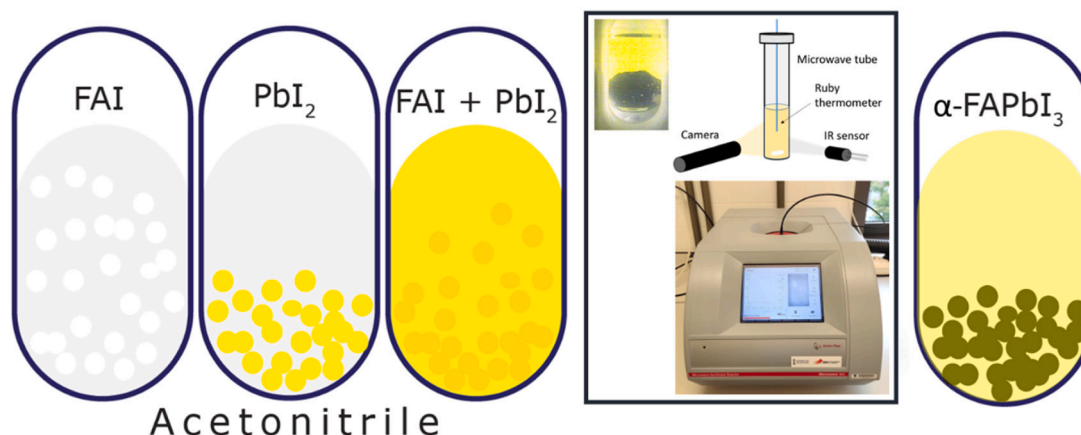 FAI
PbI₂
FAI + PbI₂
Acetonitrile
Microwave tube
Ruby
thermometer
Camera
IR sensor
α-FAPbI₃